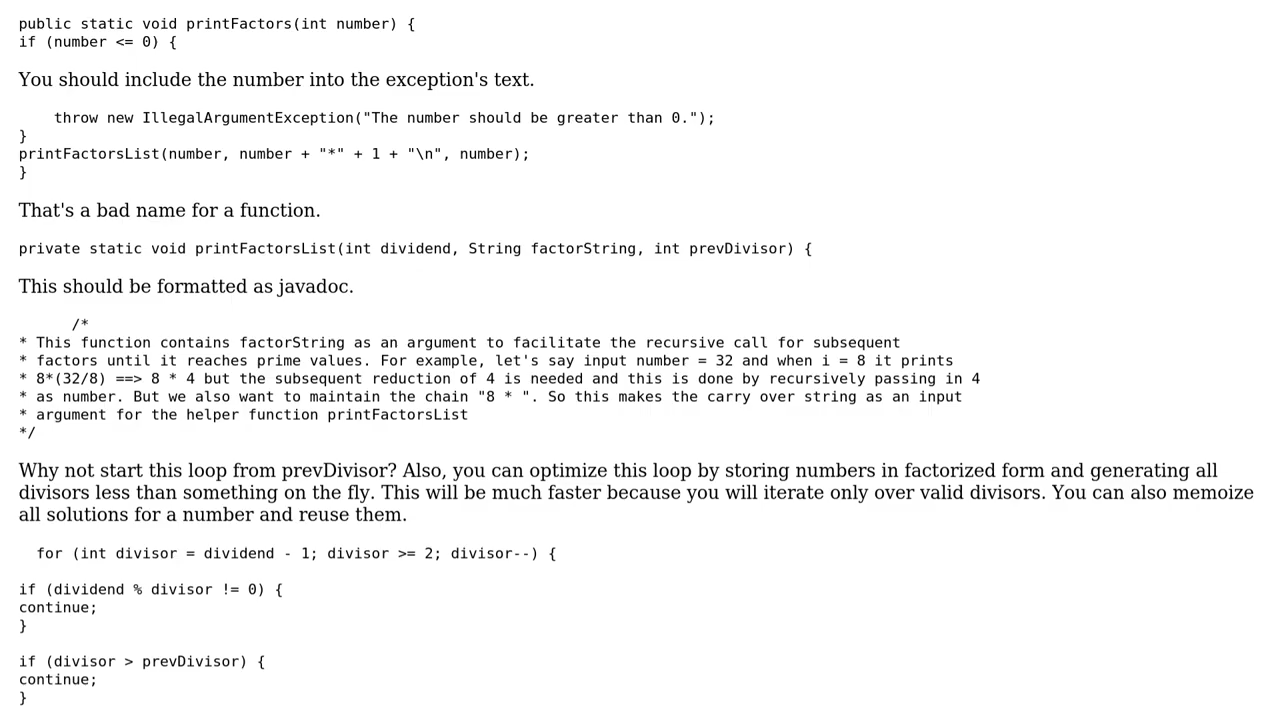 public static void printFactors(int number) {
if (number <= 0) {
You should include the number into the exception's text.
throw new IllegalArgumentException("The number should be greater than 0.");
}
printFactorsList(number, number + "*" + 1 + "\n", number);
}
That's a bad name for a function.
private static void printFactorsList(int dividend, String factorString, int prevDivisor) {
This should be formatted as javadoc.
/*
* This function contains factorString as an argument to facilitate the recursive call for subsequent
* factors until it reaches prime values. For example, let's say input number = 32 and when i = 8 it prints
* 8*(32/8) ==> 8 * 4 but the subsequent reduction of 4 is needed and this is done by recursively passing in 4
* as number. But we also want to maintain the chain "8 * ". So this makes the carry over string as an input
* argument for the helper function printFactorsList
*/
Why not start this loop from prevDivisor? Also, you can optimize this loop by storing numbers in factorized form and generating all
divisors less than something on the fly. This will be much faster because you will iterate only over valid divisors. You can also memoize
all solutions for a number and reuse them.
for (int divisor = dividend - 1; divisor >= 2; divisor--) {
if (dividend % divisor != 0) {
continue;
}
if (divisor > prevDivisor) {
continue;
}